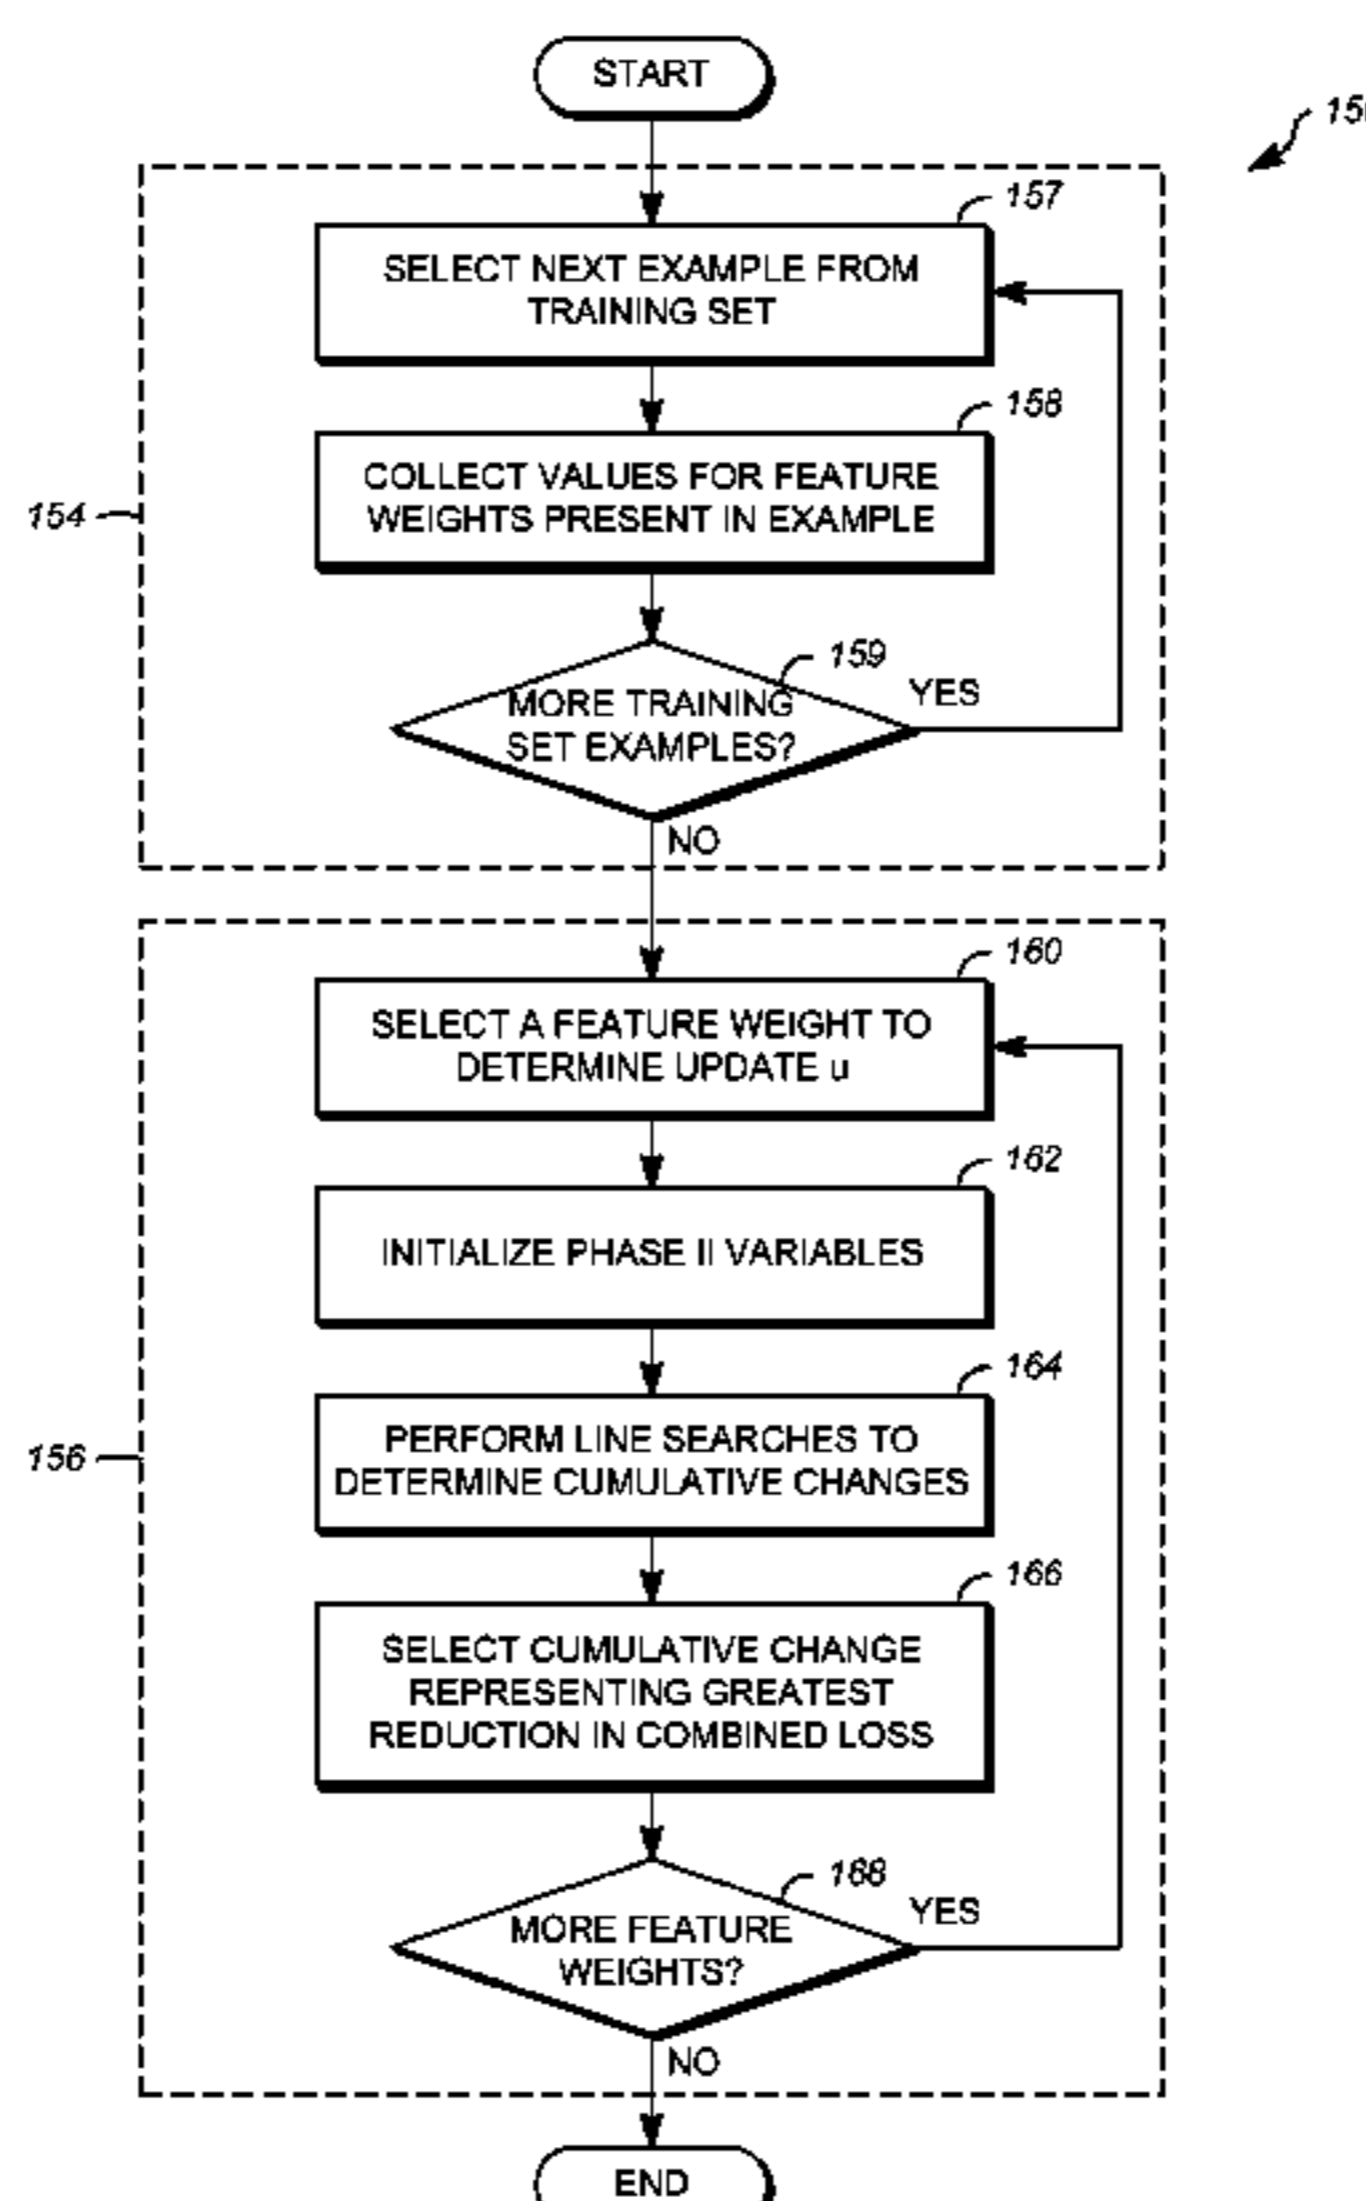 START
157
SELECT NEXT EXAMPLE FROM
TRAINING SET
158
COLLECT VALUES FOR FEATURE
WEIGHTS PRESENT IN EXAMPLE
154
159
MORE TRAINING
SET EXAMPLES?
YES
NO
160
SELECT A FEATURE WEIGHT TO
DETERMINE UPDATE u
162
INITIALIZE PHASE II VARIABLES
164
PERFORM LINE SEARCHES TO
DETERMINE CUMULATIVE CHANGES
156
166
SELECT CUMULATIVE CHANGE
REPRESENTING GREATEST
REDUCTION IN COMBINED LOSS
168
MORE FEATURE
WEIGHTS?
YES
NO
END